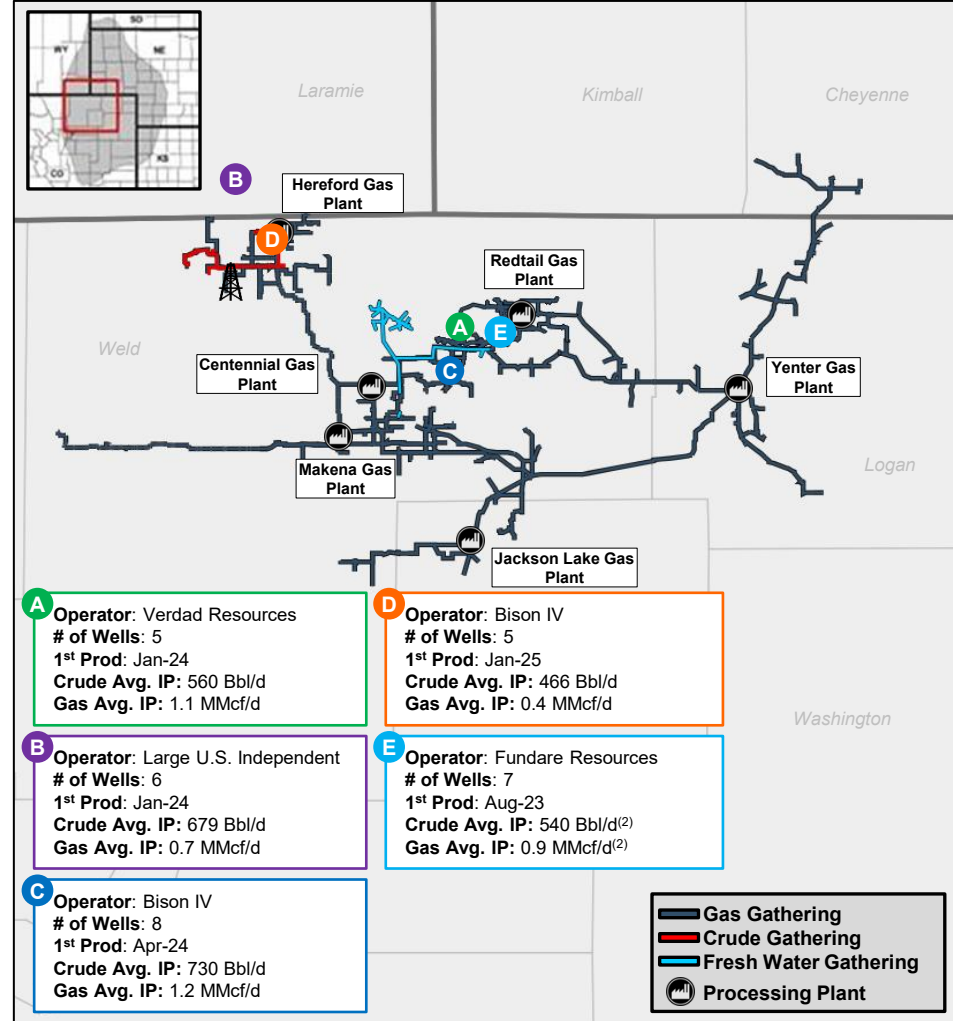 SD
WY
NE
CO
KS
Laramie
Kimball
Cheyenne
B
Hereford Gas
Plant
D
Redtail Gas
Plant
A
E
Weld
Centennial Gas
Plant
C
Yenter Gas
Plant
Makena Gas
Plant
Logan
Jackson Lake Gas
Plant
A
Operator: Verdad Resources
# of Wells: 5
1st Prod: Jan-24
Crude Avg. IP: 560 Bbl/d
Gas Avg. IP: 1.1 MMcf/d
D
Operator: Bison IV
# of Wells: 5
1st Prod: Jan-25
Crude Avg. IP: 466 Bbl/d
Gas Avg. IP: 0.4 MMcf/d
Washington
B
Operator: Large U.S. Independent
# of Wells: 6
1st Prod: Jan-24
Crude Avg. IP: 679 Bbl/d
Gas Avg. IP: 0.7 MMcf/d
E
Operator: Fundare Resources
# of Wells: 7
1st Prod: Aug-23
Crude Avg. IP: 540 Bbl/d(2)
Gas Avg. IP: 0.9 MMcf/d(2)
C
Operator: Bison IV
# of Wells: 8
1st Prod: Apr-24
Crude Avg. IP: 730 Bbl/d
Gas Avg. IP: 1.2 MMcf/d
Gas Gathering
Crude Gathering
Fresh Water Gathering
Processing Plant